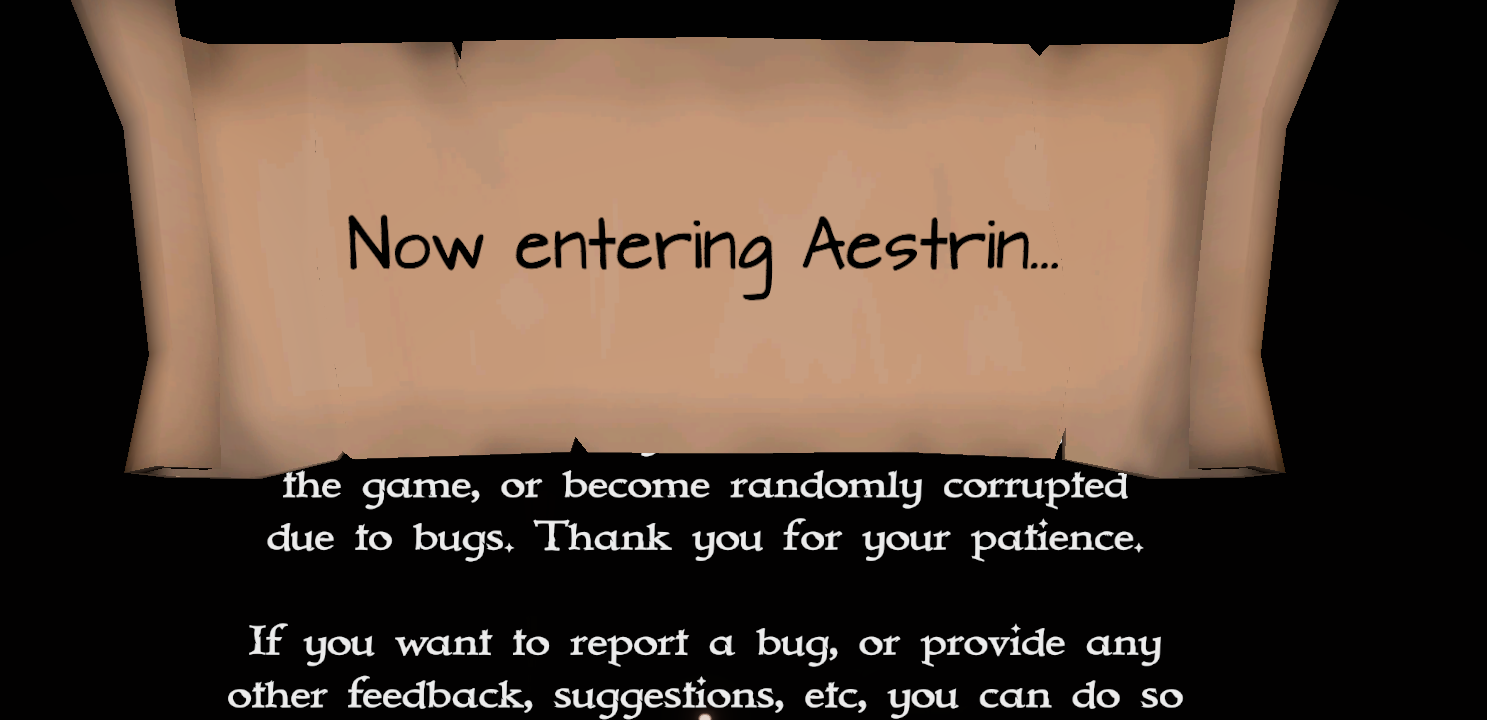 Now entering Aestrin...
the game, or become randomly corrupted
due to bugs. Thank you for your patience.
If you want to report a bug, or provide any
other feedback, suggestions, etc, you can do so